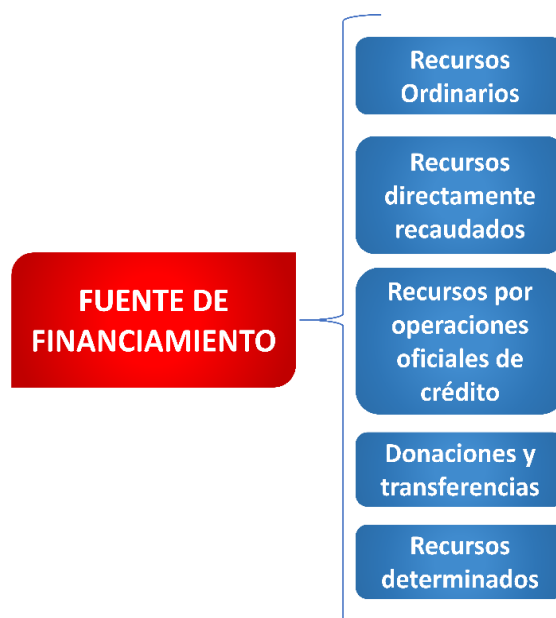 FUENTE DE
FINANCIAMIENTO
Recursos
Ordinarios
Recursos
directamente
recaudados
Recursos por
operaciones
oficiales de
crédito
Donaciones y
transferencias
Recursos
determinados